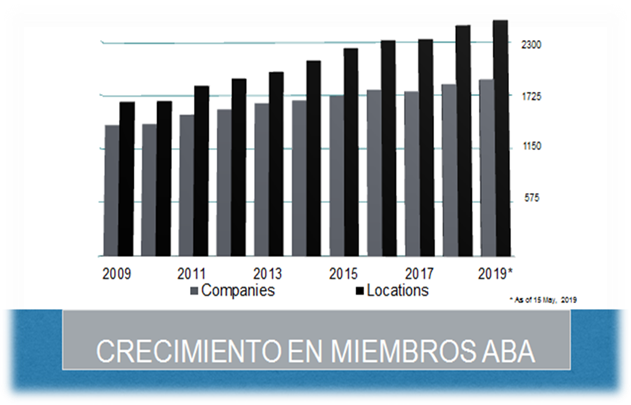 2300
1725
1150
575
2009 2011 2013 2015 2017 2019*
Companies Locations
* As of 15 May, 2019
CRECIMIENTO EN MIEMBROS ABA